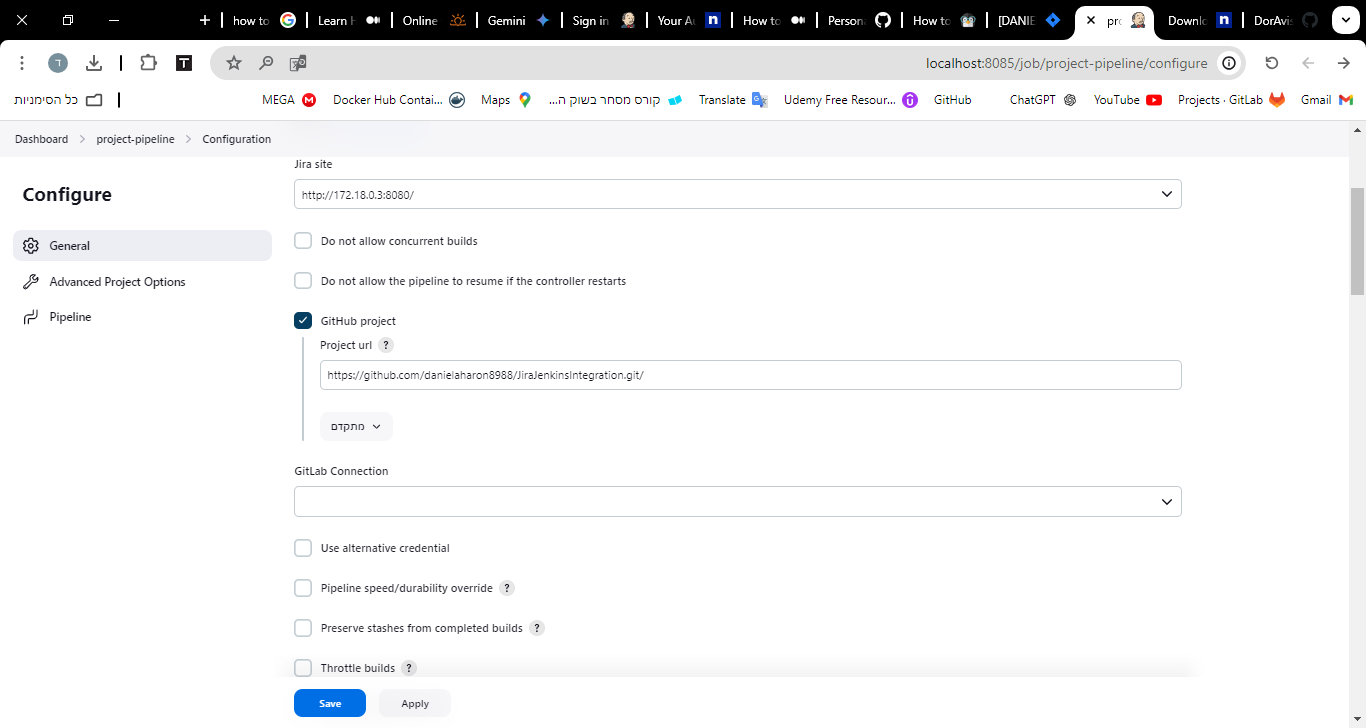 how to
Learn H
Online
Gemini
Sign in
Your Au
How to
Person
How to
[DANIE
pro
Downlo
DorAvis
localhost:8085/job/project-pipeline/configure
כל הסימניות
MEGA
Docker Hub Contai...
Maps
קורס מסחר בשוק ה...
Translate
Udemy Free Resour...
GitHub
ChatGPT
YouTube
Projects · GitLab
Gmail
Dashboard > project-pipeline > Configuration
Configure
General
Advanced Project Options
Pipeline
Jira site
http://172.18.0.3:8080/
Do not allow concurrent builds
Do not allow the pipeline to resume if the controller restarts
GitHub project
Project url ?
https://github.com/danielaharon8988/JiraJenkinsIntegration.git/
מתקדם
GitLab Connection
Use alternative credential
Pipeline speed/durability override ?
Preserve stashes from completed builds ?
Throttle builds ?
Save
Apply